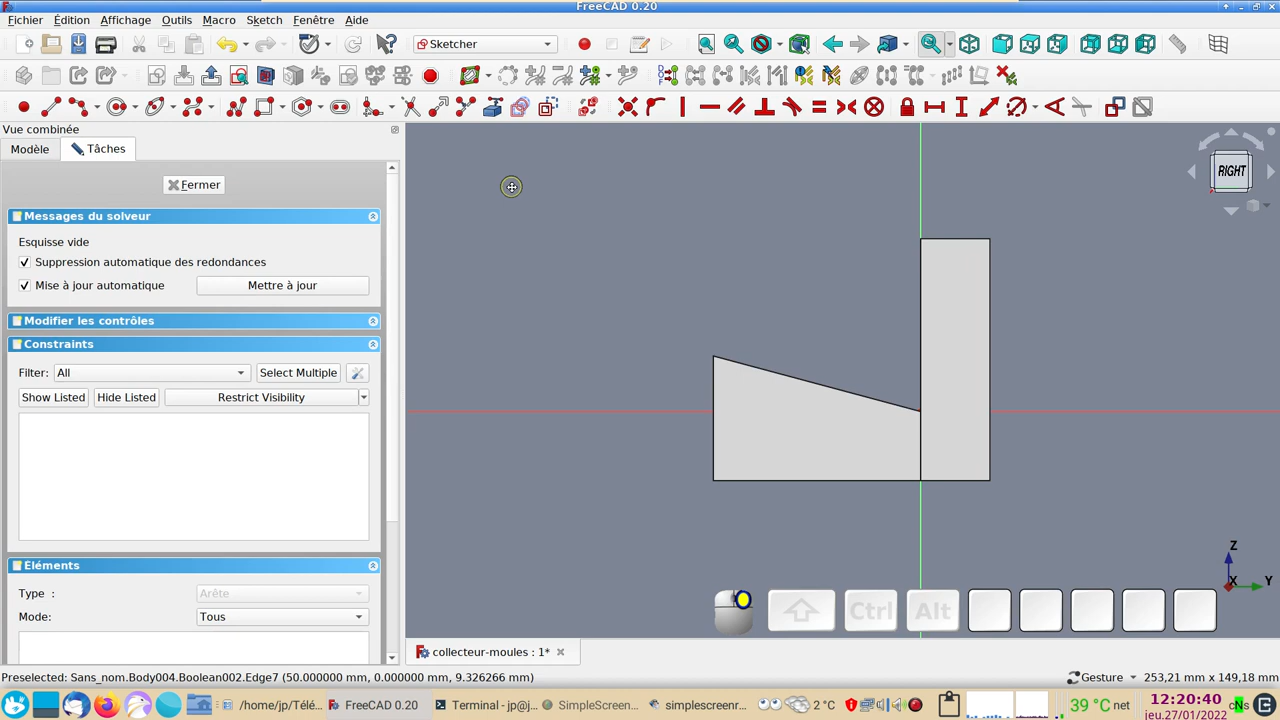 FreeCAD 0.20
Fichier Édition Affichage Outils Macro Sketch Fenêtre Aide
Sketcher
Vue combinée
Modèle Tâches
Fermer
Messages du solveur
Esquisse vide
Suppression automatique des redondances
Mise à jour automatique Mettre à jour
Modifier les contrôles
Constraints
Filter: All Select Multiple
Show Listed Hide Listed Restrict Visibility
Éléments
Type : Arête
Mode: Tous
RIGHT
Z
X Y
Ctrl Alt
collecteur-moules : 1*
Preselected: Sans_nom.Body004.Boolean002.Edge7 (50.000000 mm, 0.000000 mm, 9.326266 mm) Gesture 253,21 mm x 149,18 mm
/home/jp/Télé FreeCAD 0.20 Terminal - jp@j... SimpleScreen... simplescreenr... 2 °C 39 °C net 12:20:40
jeu.27/01/2022